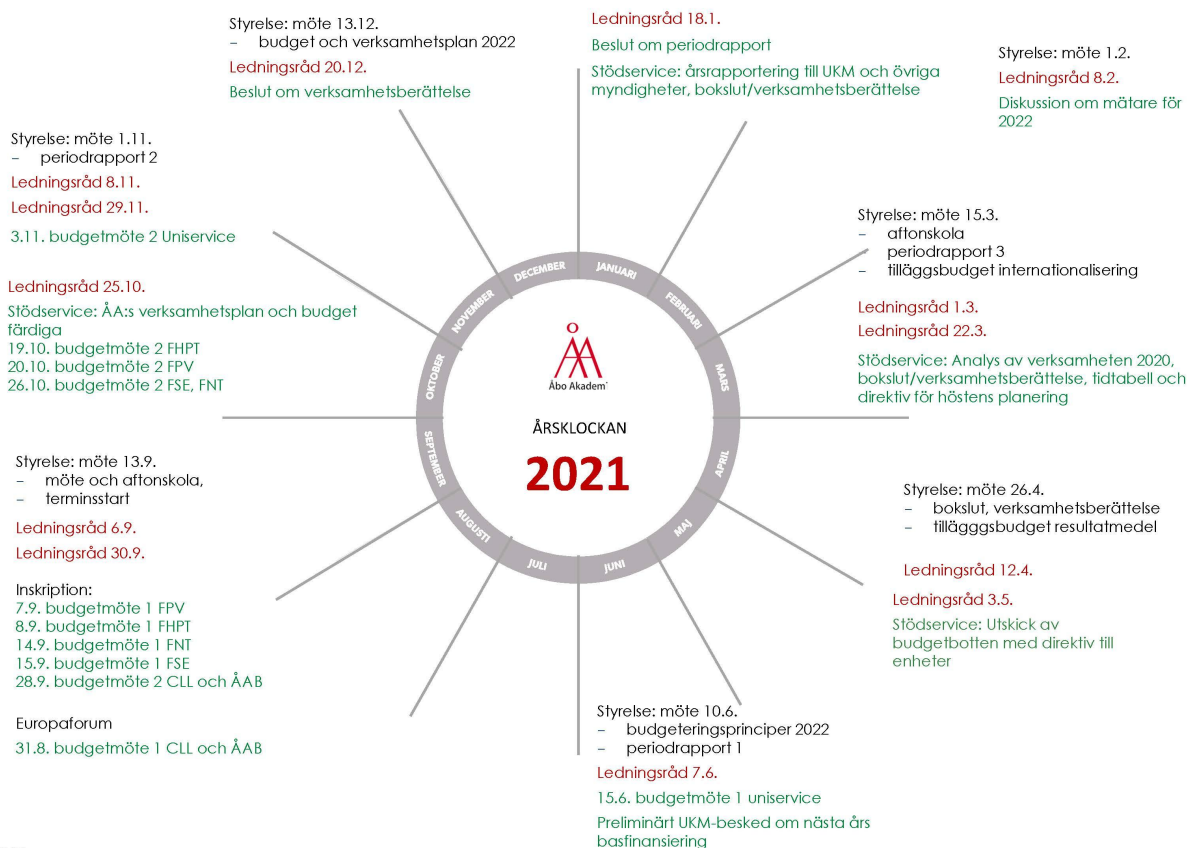 Styrelse: möte 13.12.
– budget och verksamhetsplan 2022
Ledningsråd 20.12.
Beslut om verksamhetsberättelse
Ledningsråd 18.1.
Beslut om periodrapport
Stödservice: årsrapportering till UKM och övriga
myndigheter, bokslut/verksamhetsberättelse
Styrelse: möte 1.2.
Ledningsråd 8.2.
Diskussion om mätare för
2022
Styrelse: möte 15.3.
– aftonskola
– periodrapport 3
– tilläggsbudget internationalisering
Ledningsråd 1.3.
Ledningsråd 22.3.
Stödservice: Analys av verksamheten 2020,
bokslut/verksamhetsberättelse, tidtabell och
direktiv för höstens planering
Styrelse: möte 26.4.
– bokslut, verksamhetsberättelse
– tillägggsbudget resultatmedel
Ledningsråd 12.4.
Ledningsråd 3.5.
Stödservice: Utskick av
budgetbotten med direktiv till
enheter
Styrelse: möte 10.6.
– budgeteringsprinciper 2022
– periodrapport 1
Ledningsråd 7.6.
15.6. budgetmöte 1 uniservice
Preliminärt UKM-besked om nästa års
basfinansiering
Styrelse: möte 1.11.
– periodrapport 2
Ledningsråd 8.11.
Ledningsråd 29.11.
3.11. budgetmöte 2 Uniservice
Ledningsråd 25.10.
Stödservice: ÅA:s verksamhetsplan och budget
färdiga
19.10. budgetmöte 2 FHPT
20.10. budgetmöte 2 FPV
26.10. budgetmöte 2 FSE, FNT
Styrelse: möte 13.9.
– möte och aftonskola,
– terminsstart
Ledningsråd 6.9.
Ledningsråd 30.9.
Inskription:
7.9. budgetmöte 1 FPV
8.9. budgetmöte 1 FHPT
14.9. budgetmöte 1 FNT
15.9. budgetmöte 1 FSE
28.9. budgetmöte 2 CLL och ÅAB
Europaforum
31.8. budgetmöte 1 CLL och ÅAB
JANUARI
FEBRUARI
MARS
APRIL
MAJ
JUNI
JULI
AUGUSTI
SEPTEMBER
OKTOBER
NOVEMBER
DECEMBER
Åbo Akadem
ÅRSKLOCKAN
2021